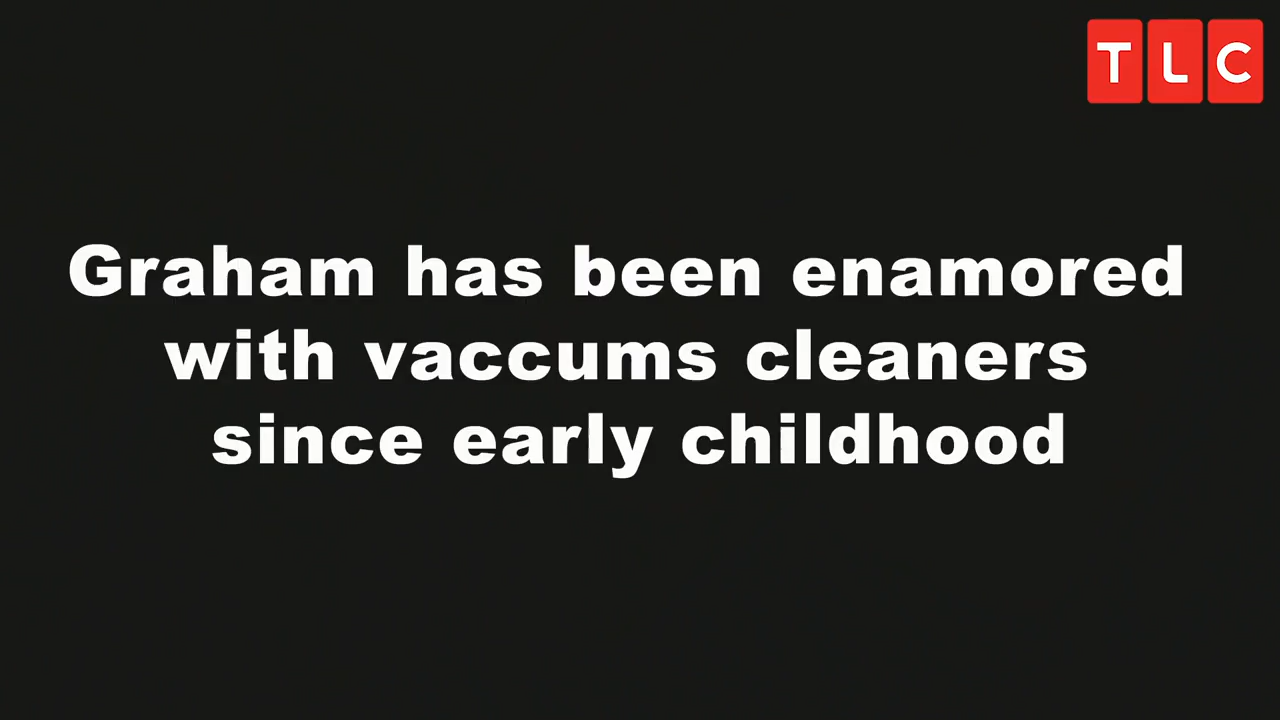 TLC
Graham has been enamored
with vaccums cleaners
since early childhood